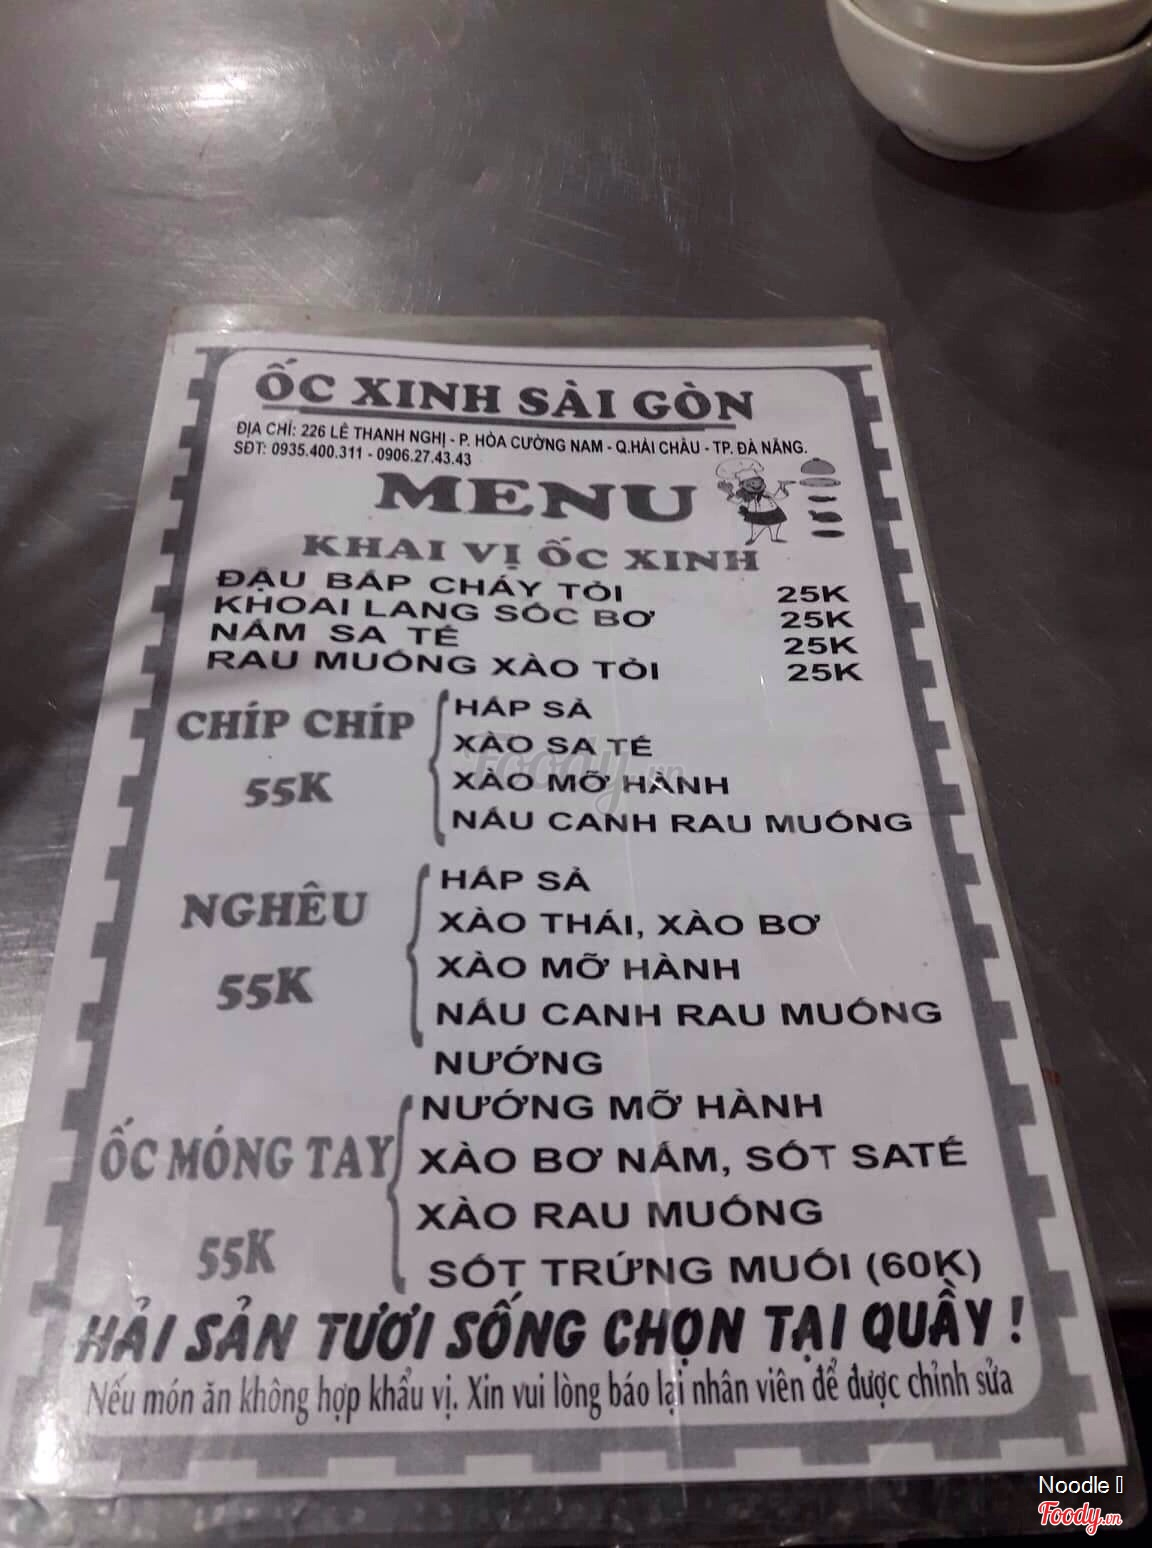 ỐC XINH SÀI GÒN
ĐỊA CHỈ: 226 LÊ THANH NGHỊ - P. HÒA CƯỜNG NAM - Q.HẢI CHÂU - TP. ĐÀ NẴNG.
SĐT: 0935.400.311 - 0906.27.43.43
MENU
KHAI VỊ ỐC XINH
ĐẬU BẮP CHÁY TỎI 25K
KHOAI LANG SÓC BƠ 25K
NẤM SA TẾ 25K
RAU MUỐNG XÀO TỎI 25K
CHÍP CHÍP
55K
HẤP SẢ
XÀO SA TẾ
XÀO MỠ HÀNH
NẤU CANH RAU MUỐNG
NGHÊU
55K
HẤP SẢ
XÀO THÁI, XÀO BƠ
XÀO MỠ HÀNH
NẤU CANH RAU MUỐNG
NƯỚNG
ỐC MÓNG TAY
55K
NƯỚNG MỠ HÀNH
XÀO BƠ NẤM, SỐT SATẾ
XÀO RAU MUỐNG
SỐT TRỨNG MUỐI (60K)
HẢI SẢN TƯƠI SỐNG CHỌN TẠI QUẦY !
Nếu món ăn không hợp khẩu vị. Xin vui lòng báo lại nhân viên để được chỉnh sửa
Foody.vn
Noodle
Foody.vn